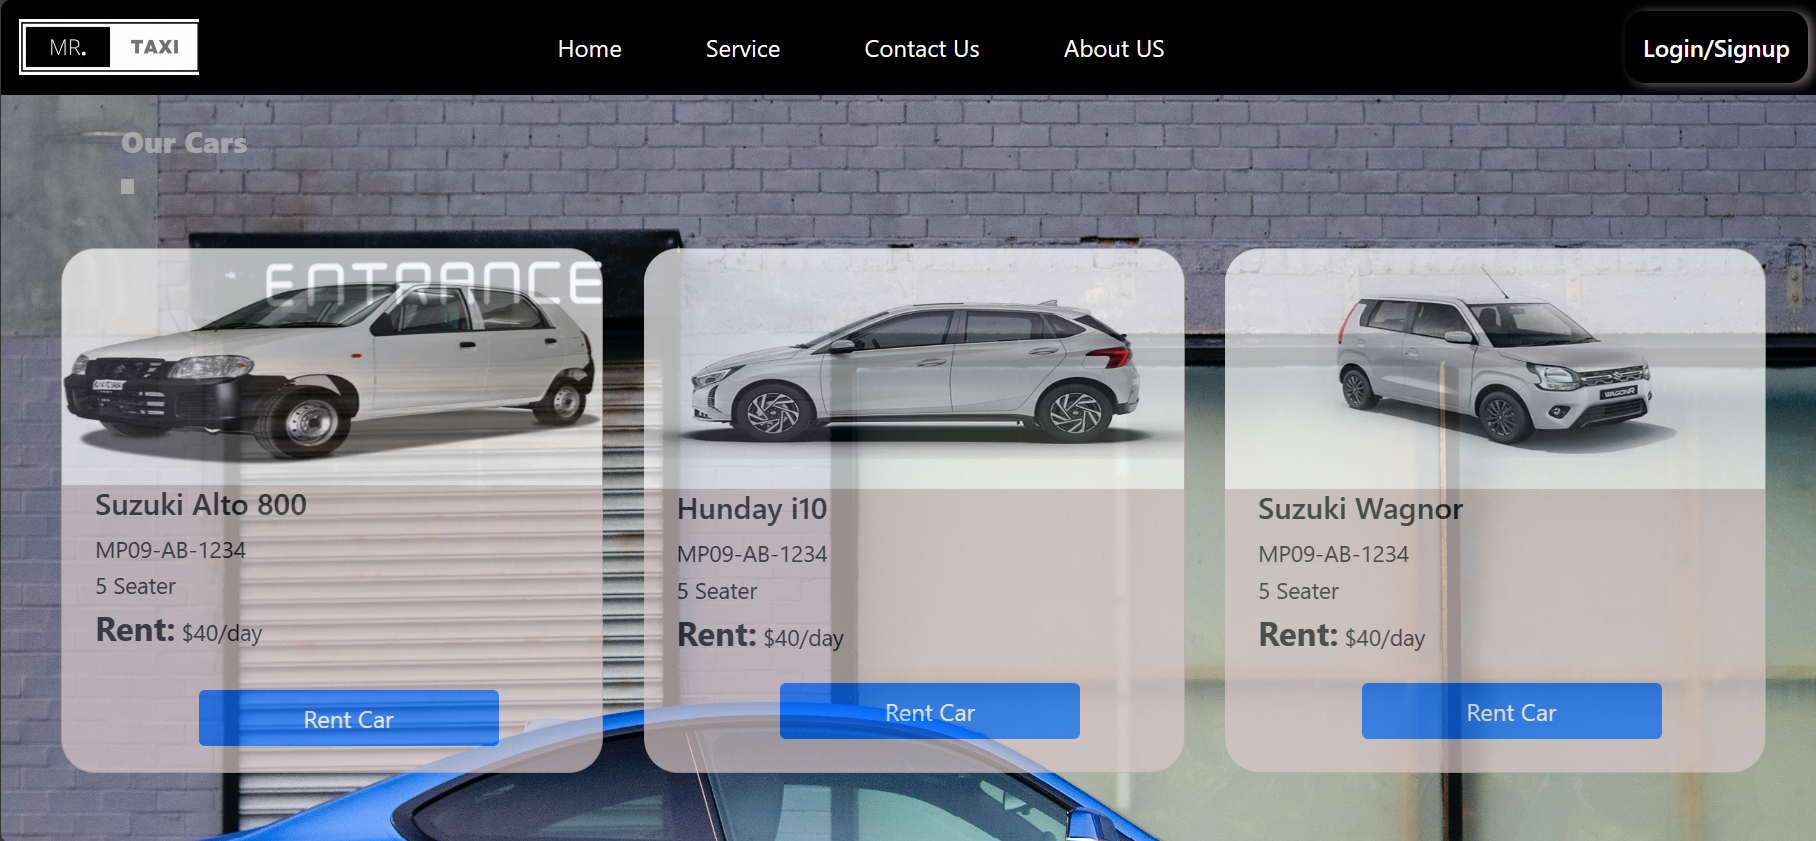 MR. TAXI
Home Service Contact Us About US
Login/Signup
Our Cars
ENTRANCE
Suzuki Alto 800
MP09-AB-1234
5 Seater
Rent: $40/day
Rent Car
Hunday i10
MP09-AB-1234
5 Seater
Rent: $40/day
Rent Car
WAGONR
Suzuki Wagnor
MP09-AB-1234
5 Seater
Rent: $40/day
Rent Car